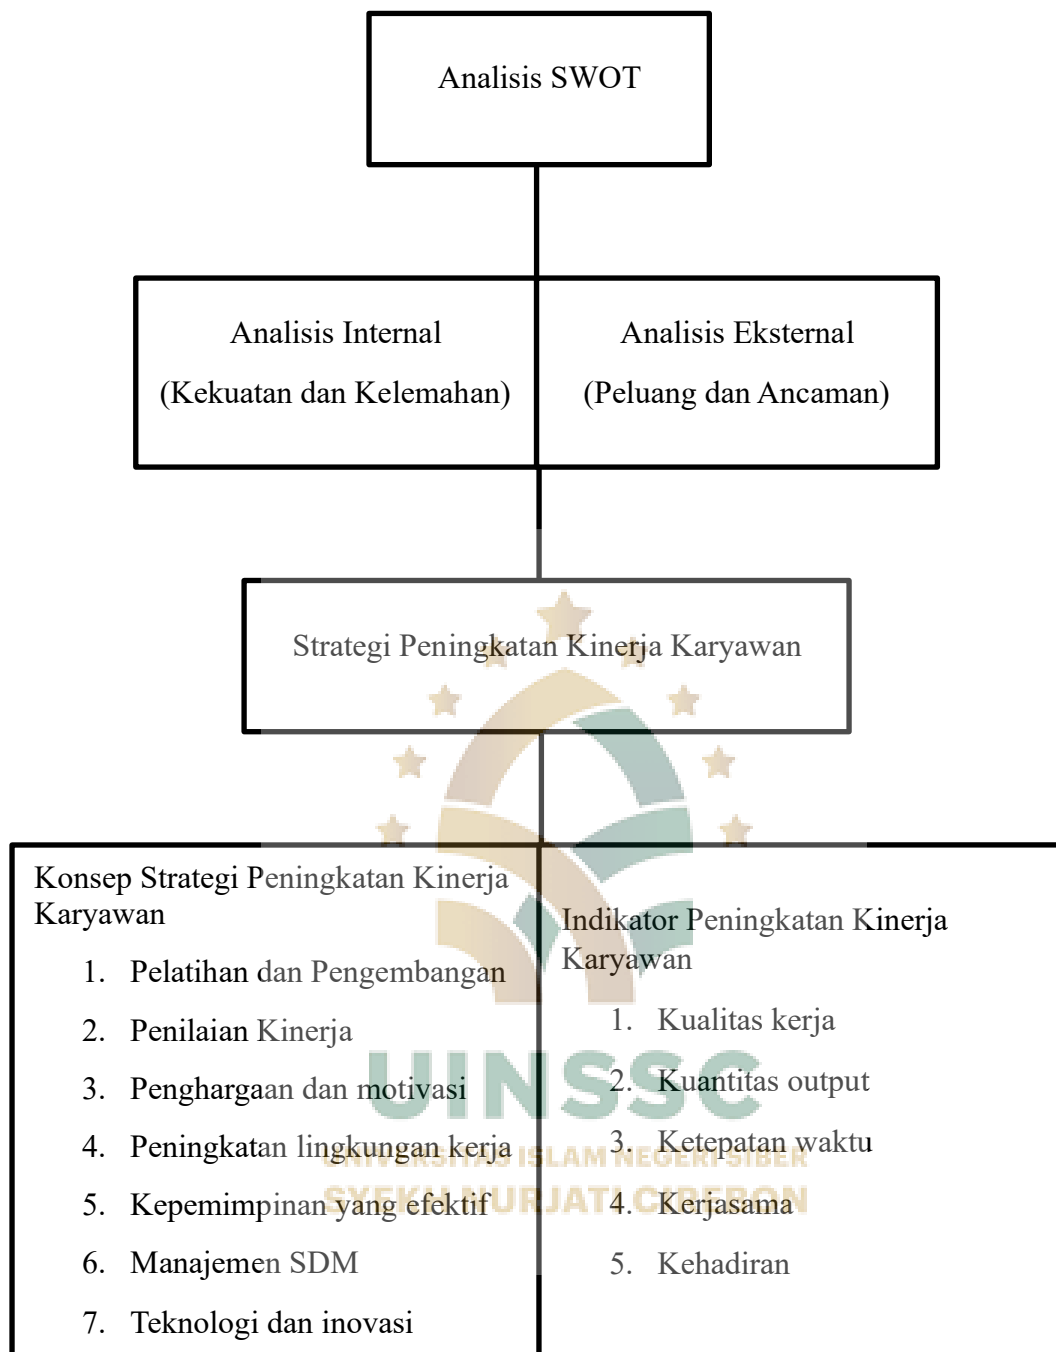 Analisis SWOT
Analisis Internal
(Kekuatan dan Kelemahan)
Analisis Eksternal
(Peluang dan Ancaman)
Strategi Peningkatan Kinerja Karyawan
Konsep Strategi Peningkatan Kinerja
Karyawan
1. Pelatihan dan Pengembangan
2. Penilaian Kinerja
3. Penghargaan dan motivasi
4. Peningkatan lingkungan kerja
5. Kepemimpinan yang efektif
6. Manajemen SDM
7. Teknologi dan inovasi
Indikator Peningkatan Kinerja
Karyawan
1. Kualitas kerja
2. Kuantitas output
3. Ketepatan waktu
4. Kerjasama
5. Kehadiran
UINSSC
UNIVERSITAS ISLAM NEGERI SIBER
SYEKH NURJATI CIREBON